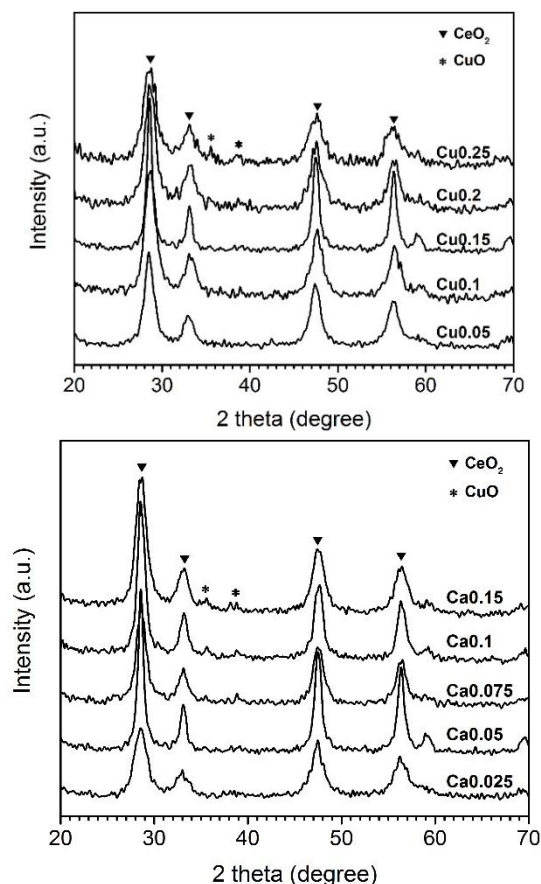 ▼ CeO₂
* CuO
Intensity (a.u.)
Cu0.25
Cu0.2
Cu0.15
Cu0.1
Cu0.05
20 30 40 50 60 70
2 theta (degree)
▼ CeO₂
* CuO
Intensity (a.u.)
Ca0.15
Ca0.1
Ca0.075
Ca0.05
Ca0.025
20 30 40 50 60 70
2 theta (degree)